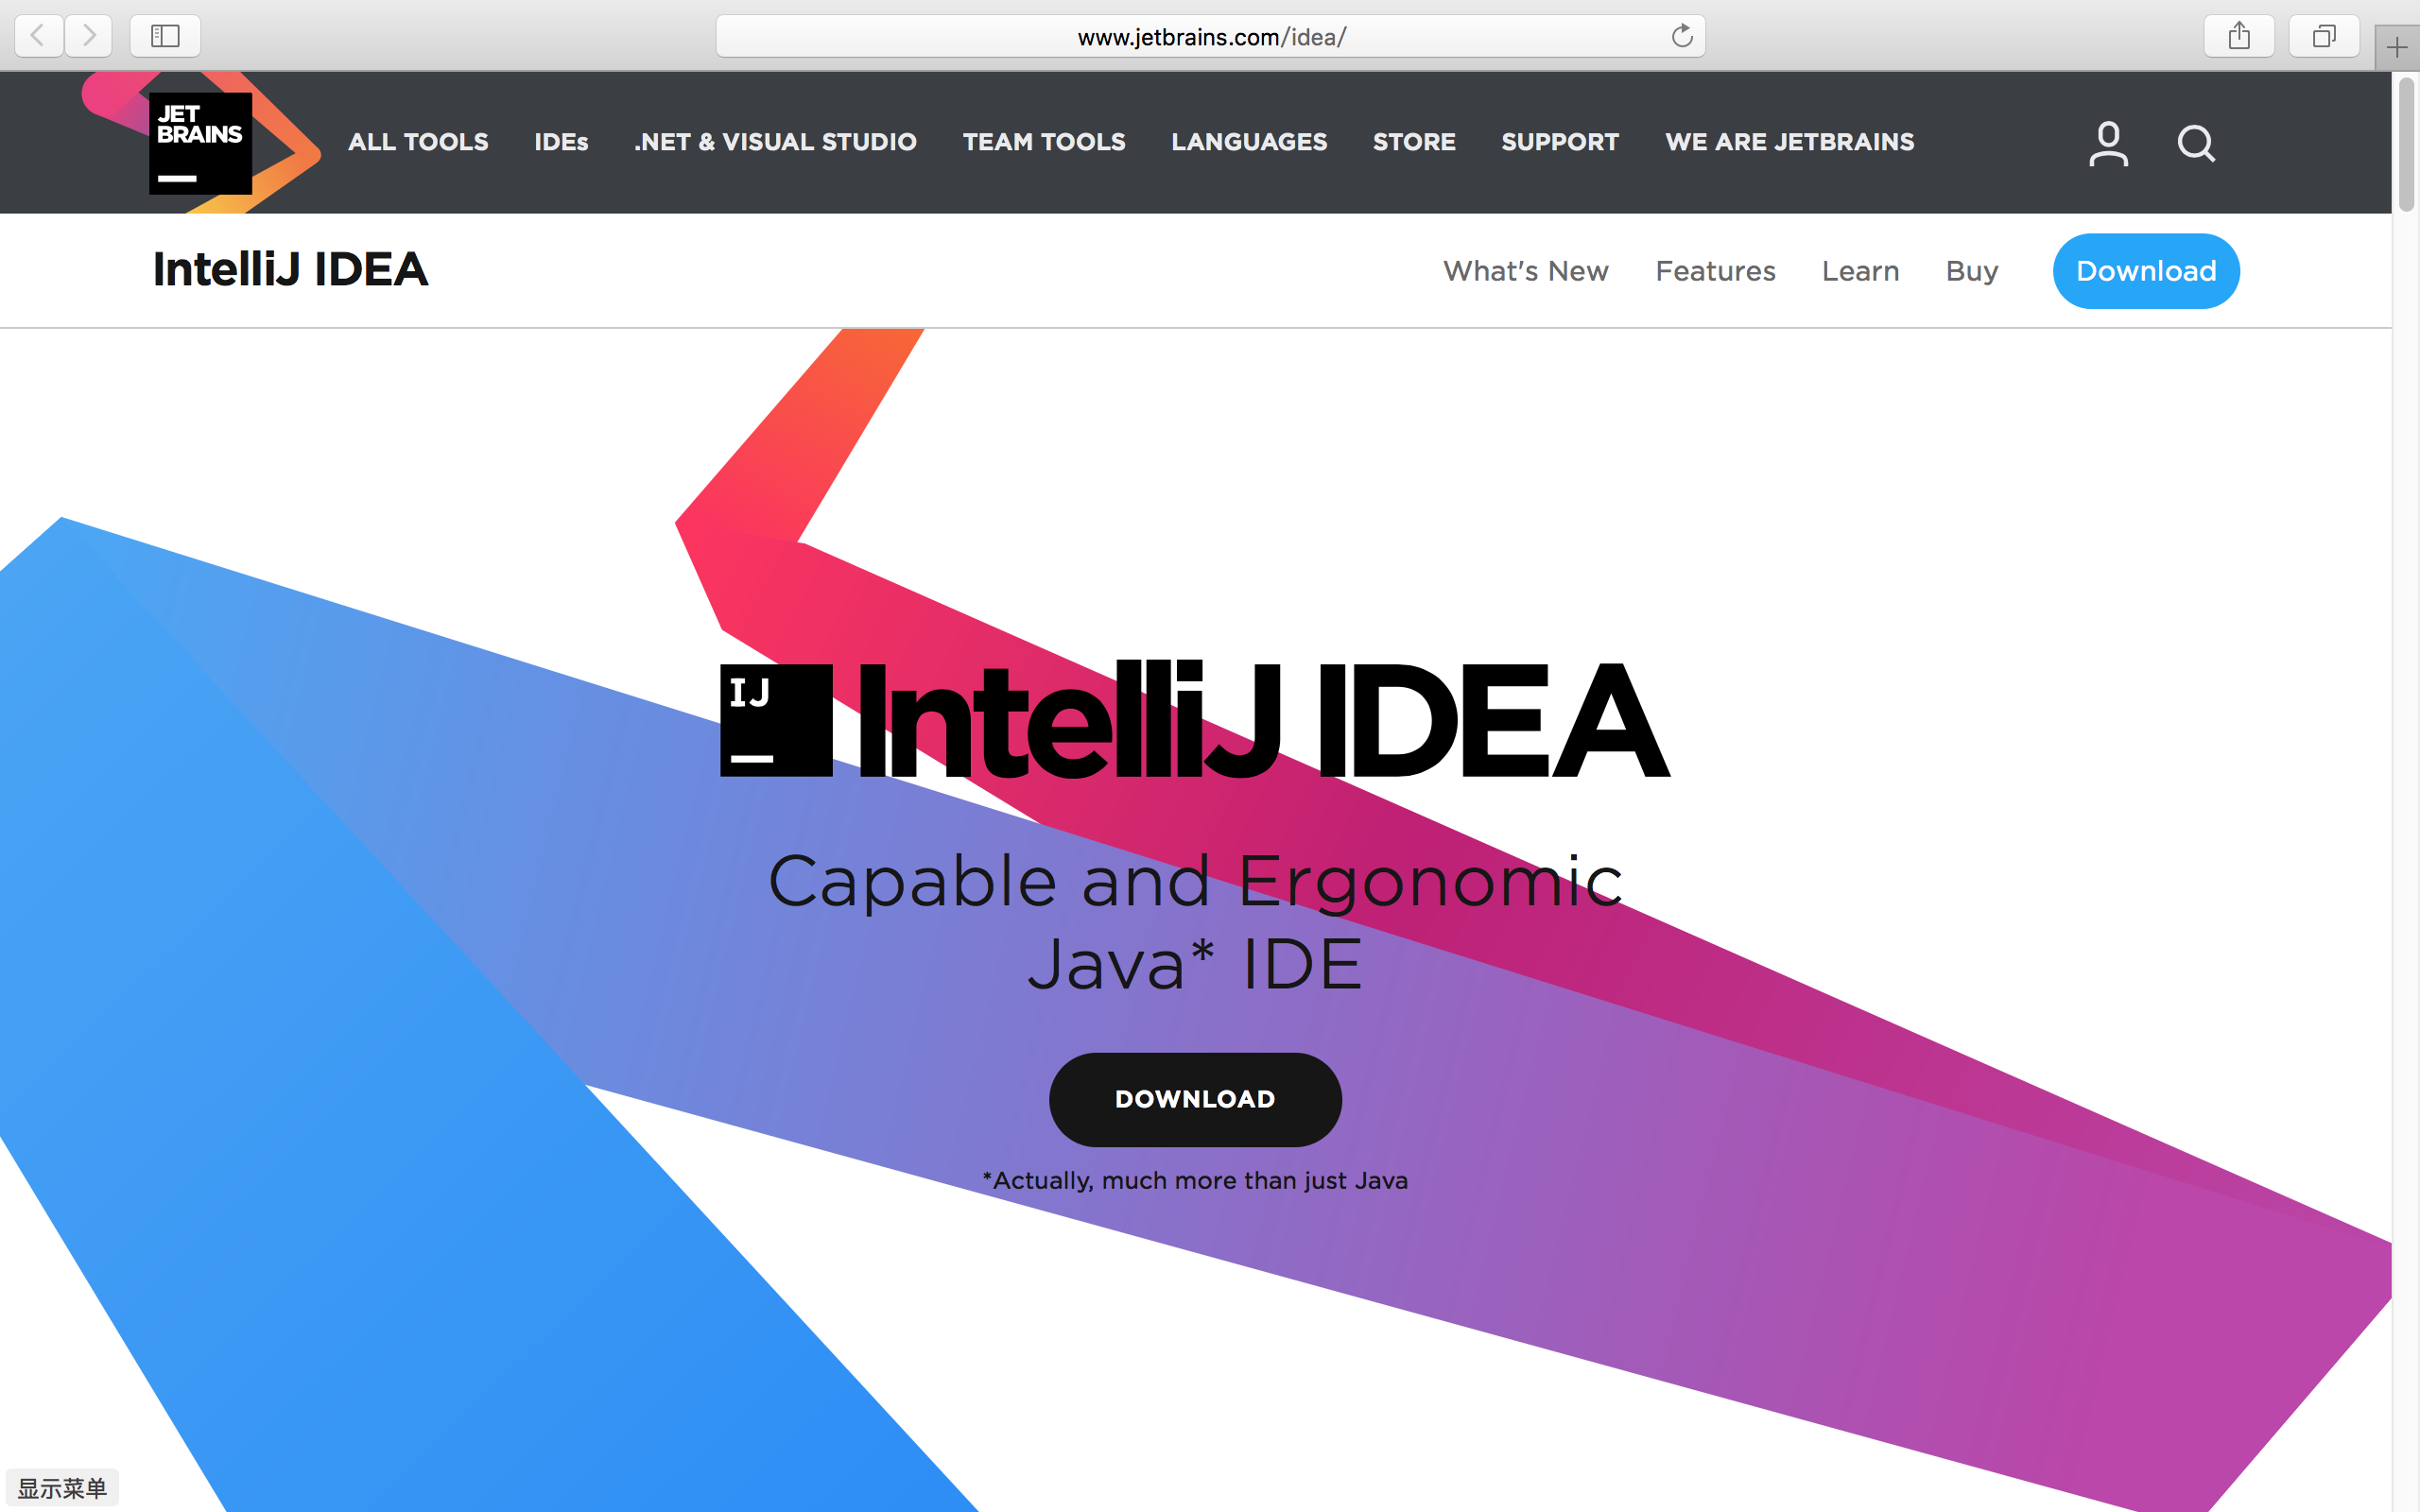 www.jetbrains.com/idea/
JET
BRAINS
ALL TOOLS IDEs .NET & VISUAL STUDIO TEAM TOOLS LANGUAGES STORE SUPPORT WE ARE JETBRAINS
IntelliJ IDEA What's New Features Learn Buy Download
IJ IntelliJ IDEA
Capable and Ergonomic
Java* IDE
DOWNLOAD
*Actually, much more than just Java
显示菜单